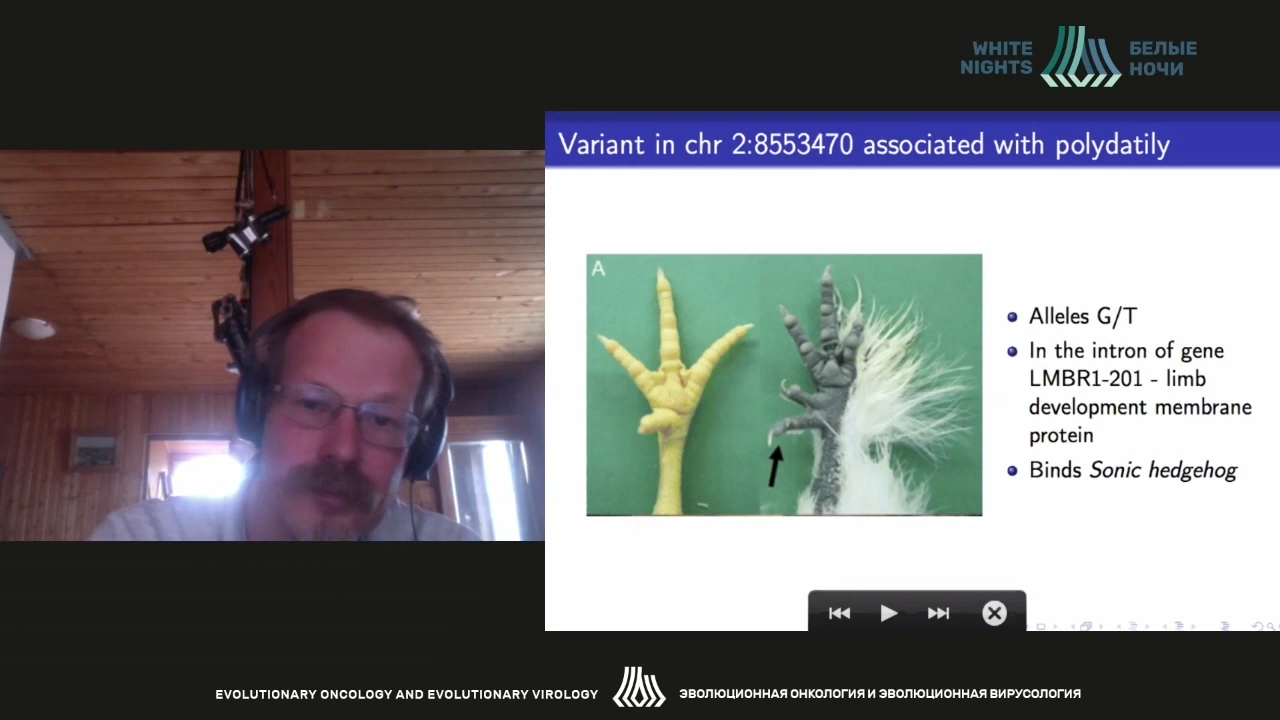 WHITE
NIGHTS
БЕЛЫЕ
НОЧИ
Variant in chr 2:8553470 associated with polydatily
A
Alleles G/T
In the intron of gene
LMBR1-201 - limb
development membrane
protein
Binds Sonic hedgehog
EVOLUTIONARY ONCOLOGY AND EVOLUTIONARY VIROLOGY
ЭВОЛЮЦИОННАЯ ОНКОЛОГИЯ И ЭВОЛЮЦИОННАЯ ВИРУСОЛОГИЯ